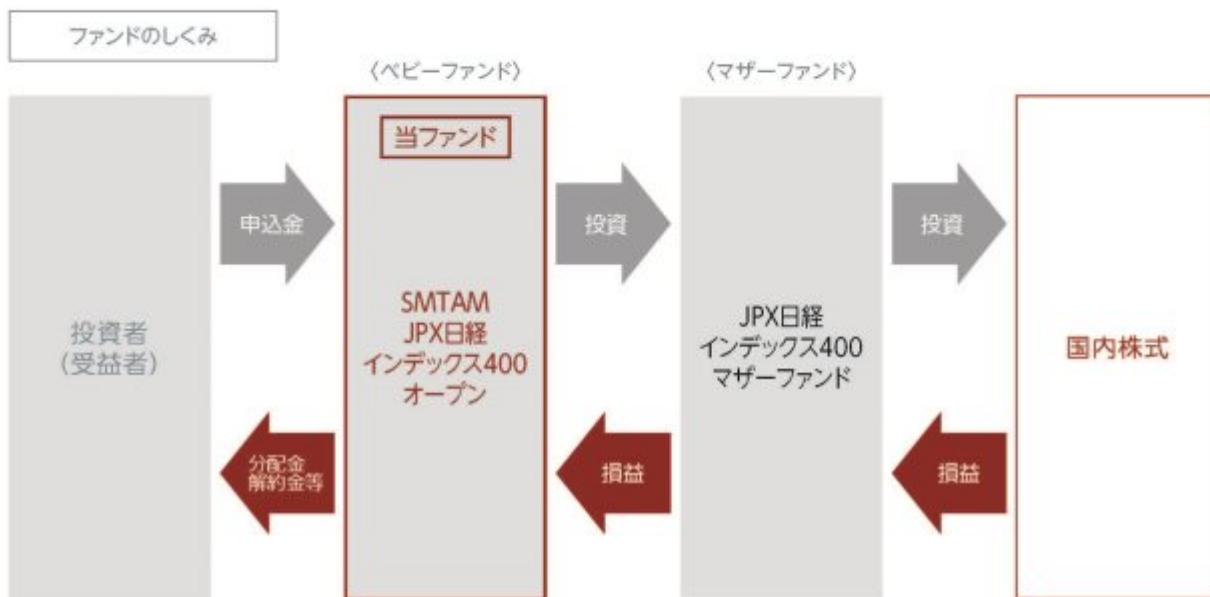 ファンドのしくみ
〈ベビーファンド〉
〈マザーファンド〉
当ファンド
申込金
投資
投資
投資者
(受益者)
SMTAM
JPX日経
インデックス400
オープン
JPX日経
インデックス400
マザーファンド
国内株式
分配金
解約金等
損益
損益